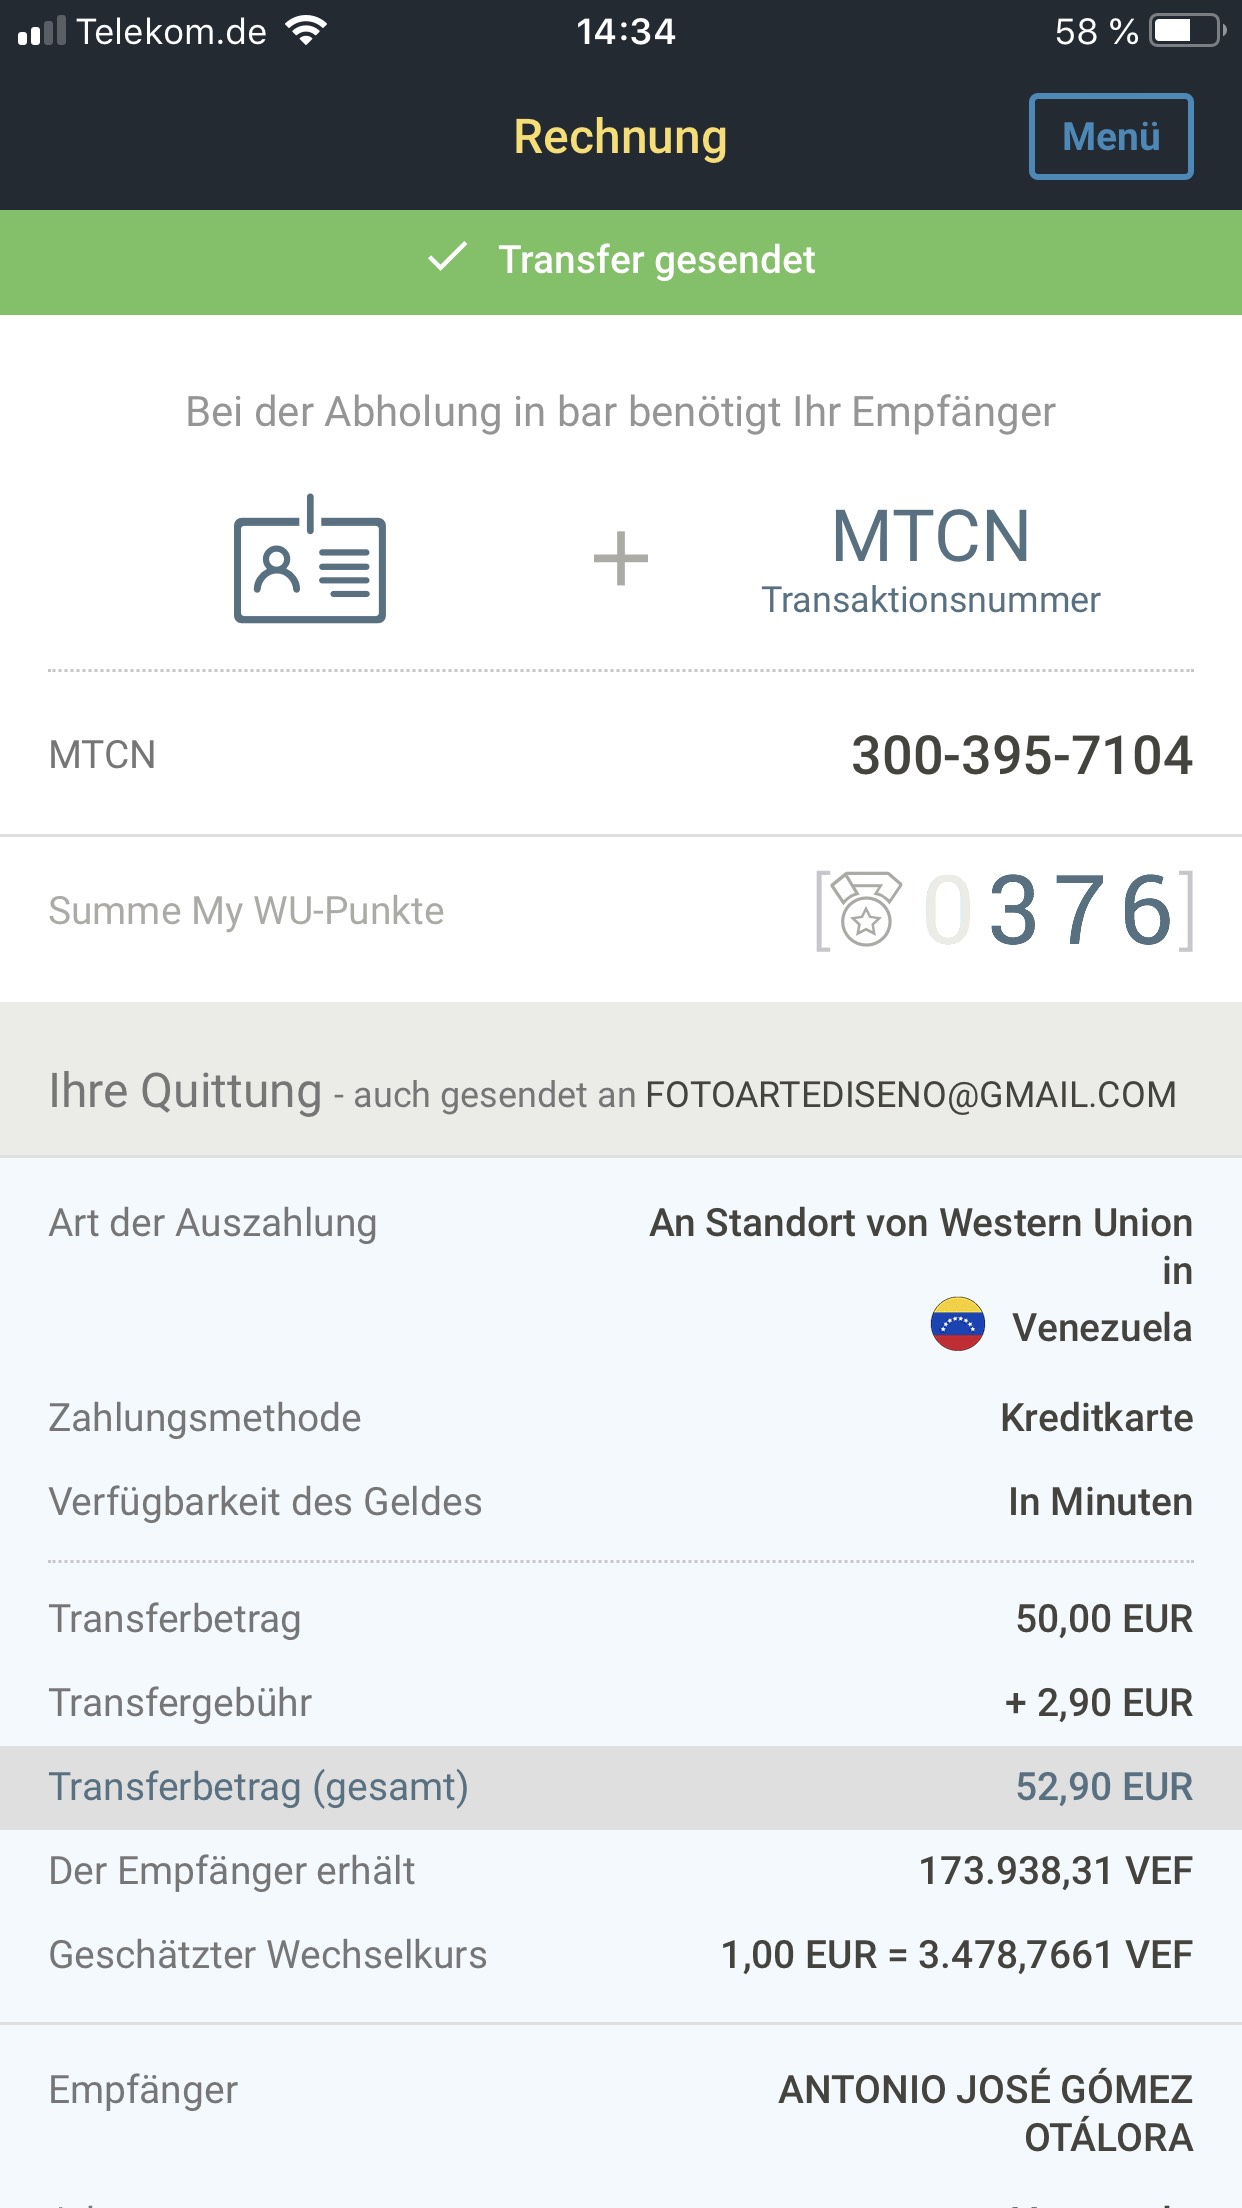 Telekom.de 14:34 58 %
Rechnung Menü
Transfer gesendet
Bei der Abholung in bar benötigt Ihr Empfänger
+ MTCN
Transaktionsnummer
MTCN 300-395-7104
Summe My WU-Punkte [0376]
Ihre Quittung - auch gesendet an FOTOARTEDISENO@GMAIL.COM
Art der Auszahlung An Standort von Western Union
in
Venezuela
Zahlungsmethode Kreditkarte
Verfügbarkeit des Geldes In Minuten
Transferbetrag 50,00 EUR
Transfergebühr + 2,90 EUR
Transferbetrag (gesamt) 52,90 EUR
Der Empfänger erhält 173.938,31 VEF
Geschätzter Wechselkurs 1,00 EUR = 3.478,7661 VEF
Empfänger ANTONIO JOSÉ GÓMEZ
OTÁLORA